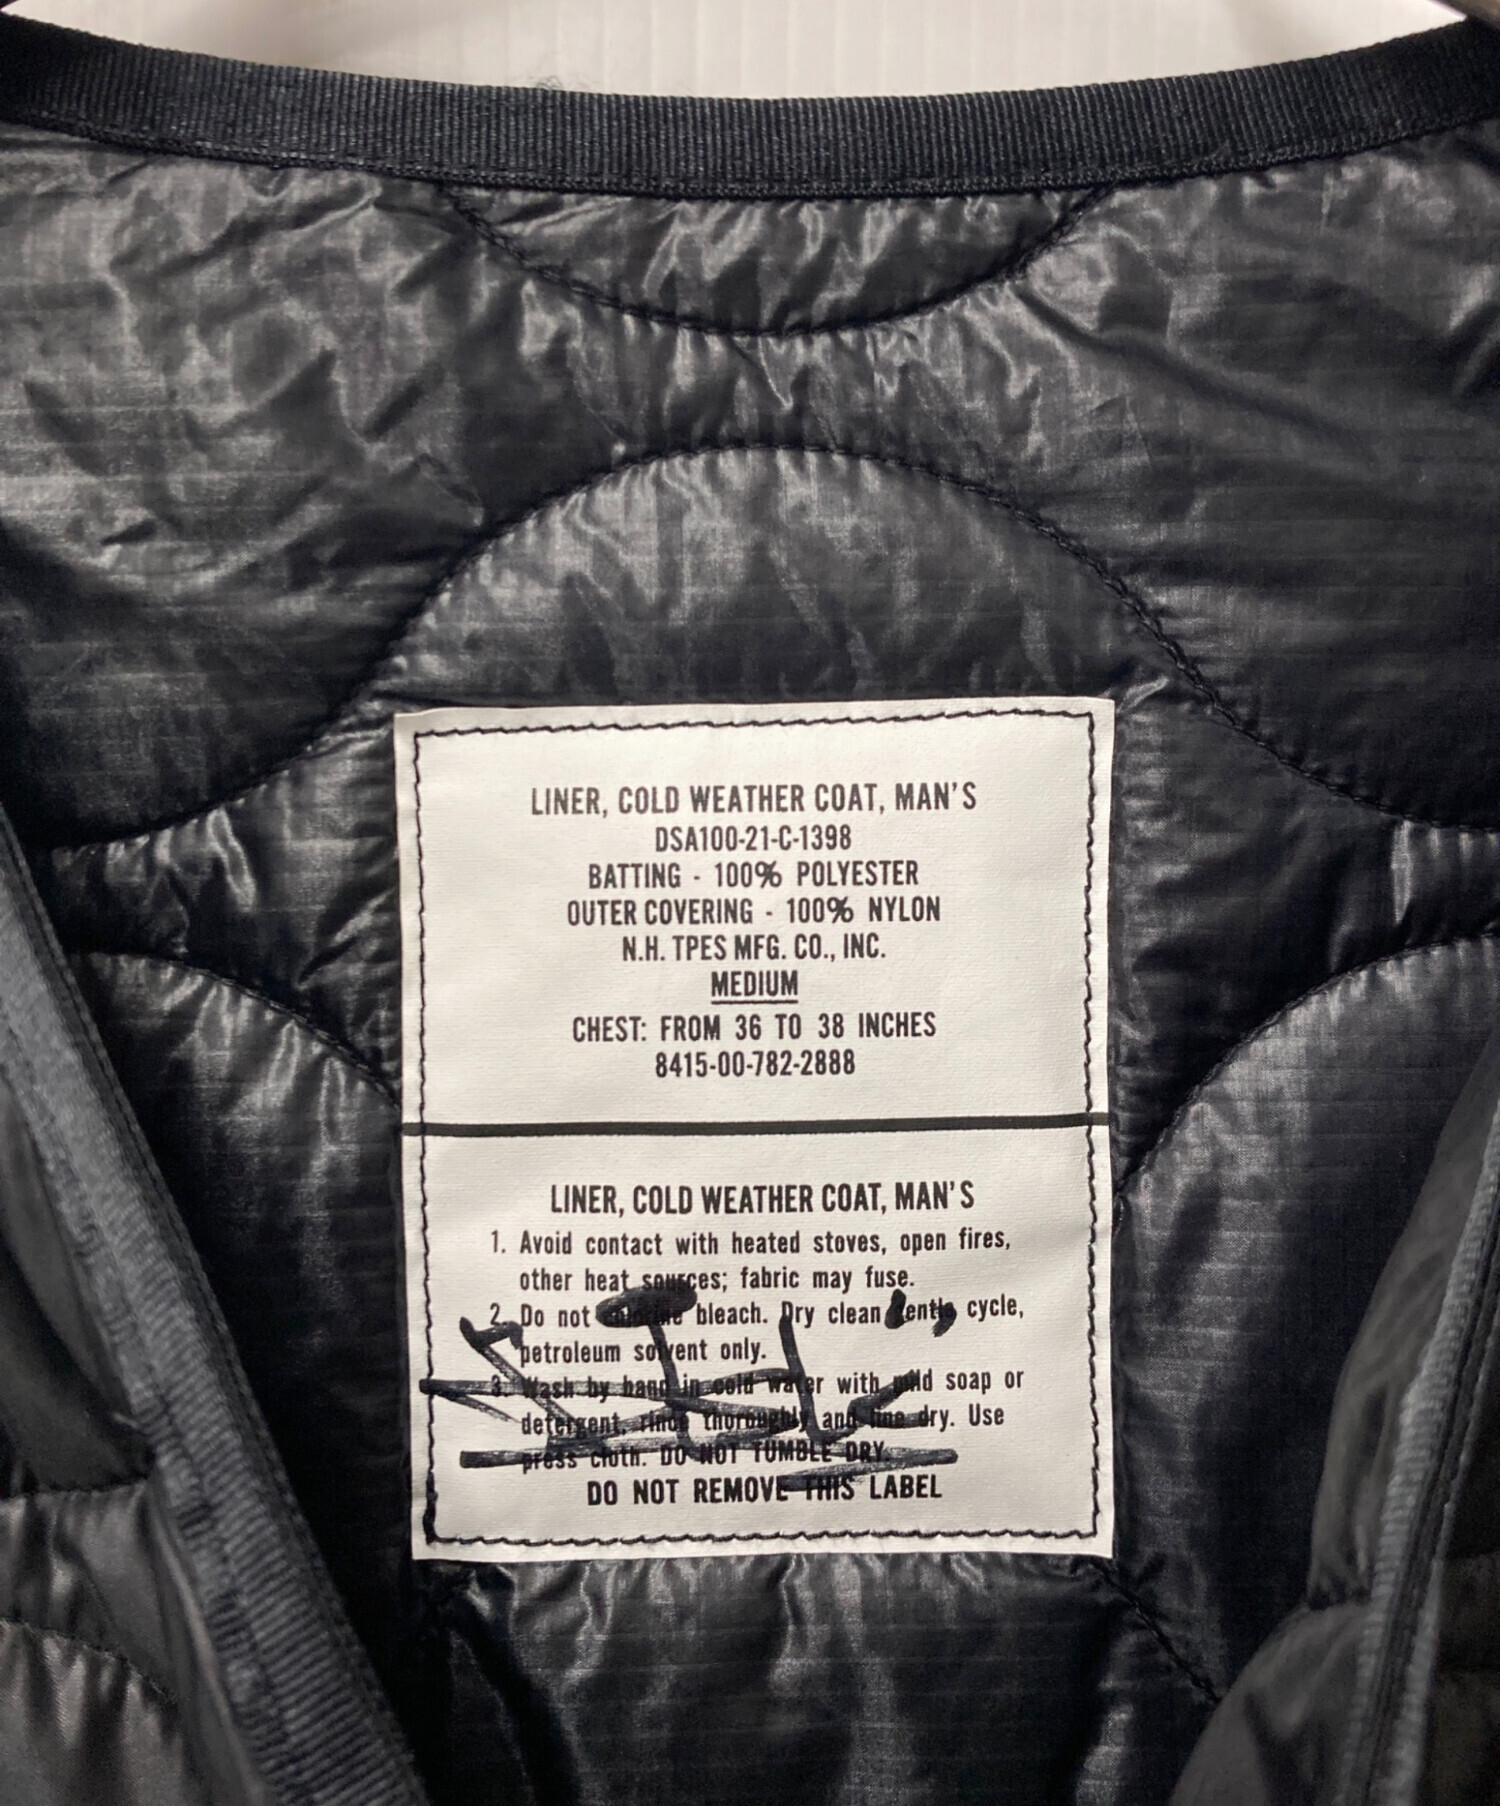 LINER, COLD WEATHER COAT, MAN'S
DSA100-21-C-1398
BATTING - 100% POLYESTER
OUTER COVERING - 100% NYLON
N.H. TPES MFG. CO., INC.
MEDIUM
CHEST: FROM 36 TO 38 INCHES
8415-00-782-2888
LINER, COLD WEATHER COAT, MAN'S
1. Avoid contact with heated stoves, open fires,
other heat sources; fabric may fuse.
2. Do not chlorine bleach. Dry clean gentle cycle,
petroleum solvent only.
3. Wash by hand in cold water with mild soap or
detergent, rince thoroughly and line dry. Use
press cloth. DO NOT TUMBLE DRY.
DO NOT REMOVE THIS LABEL